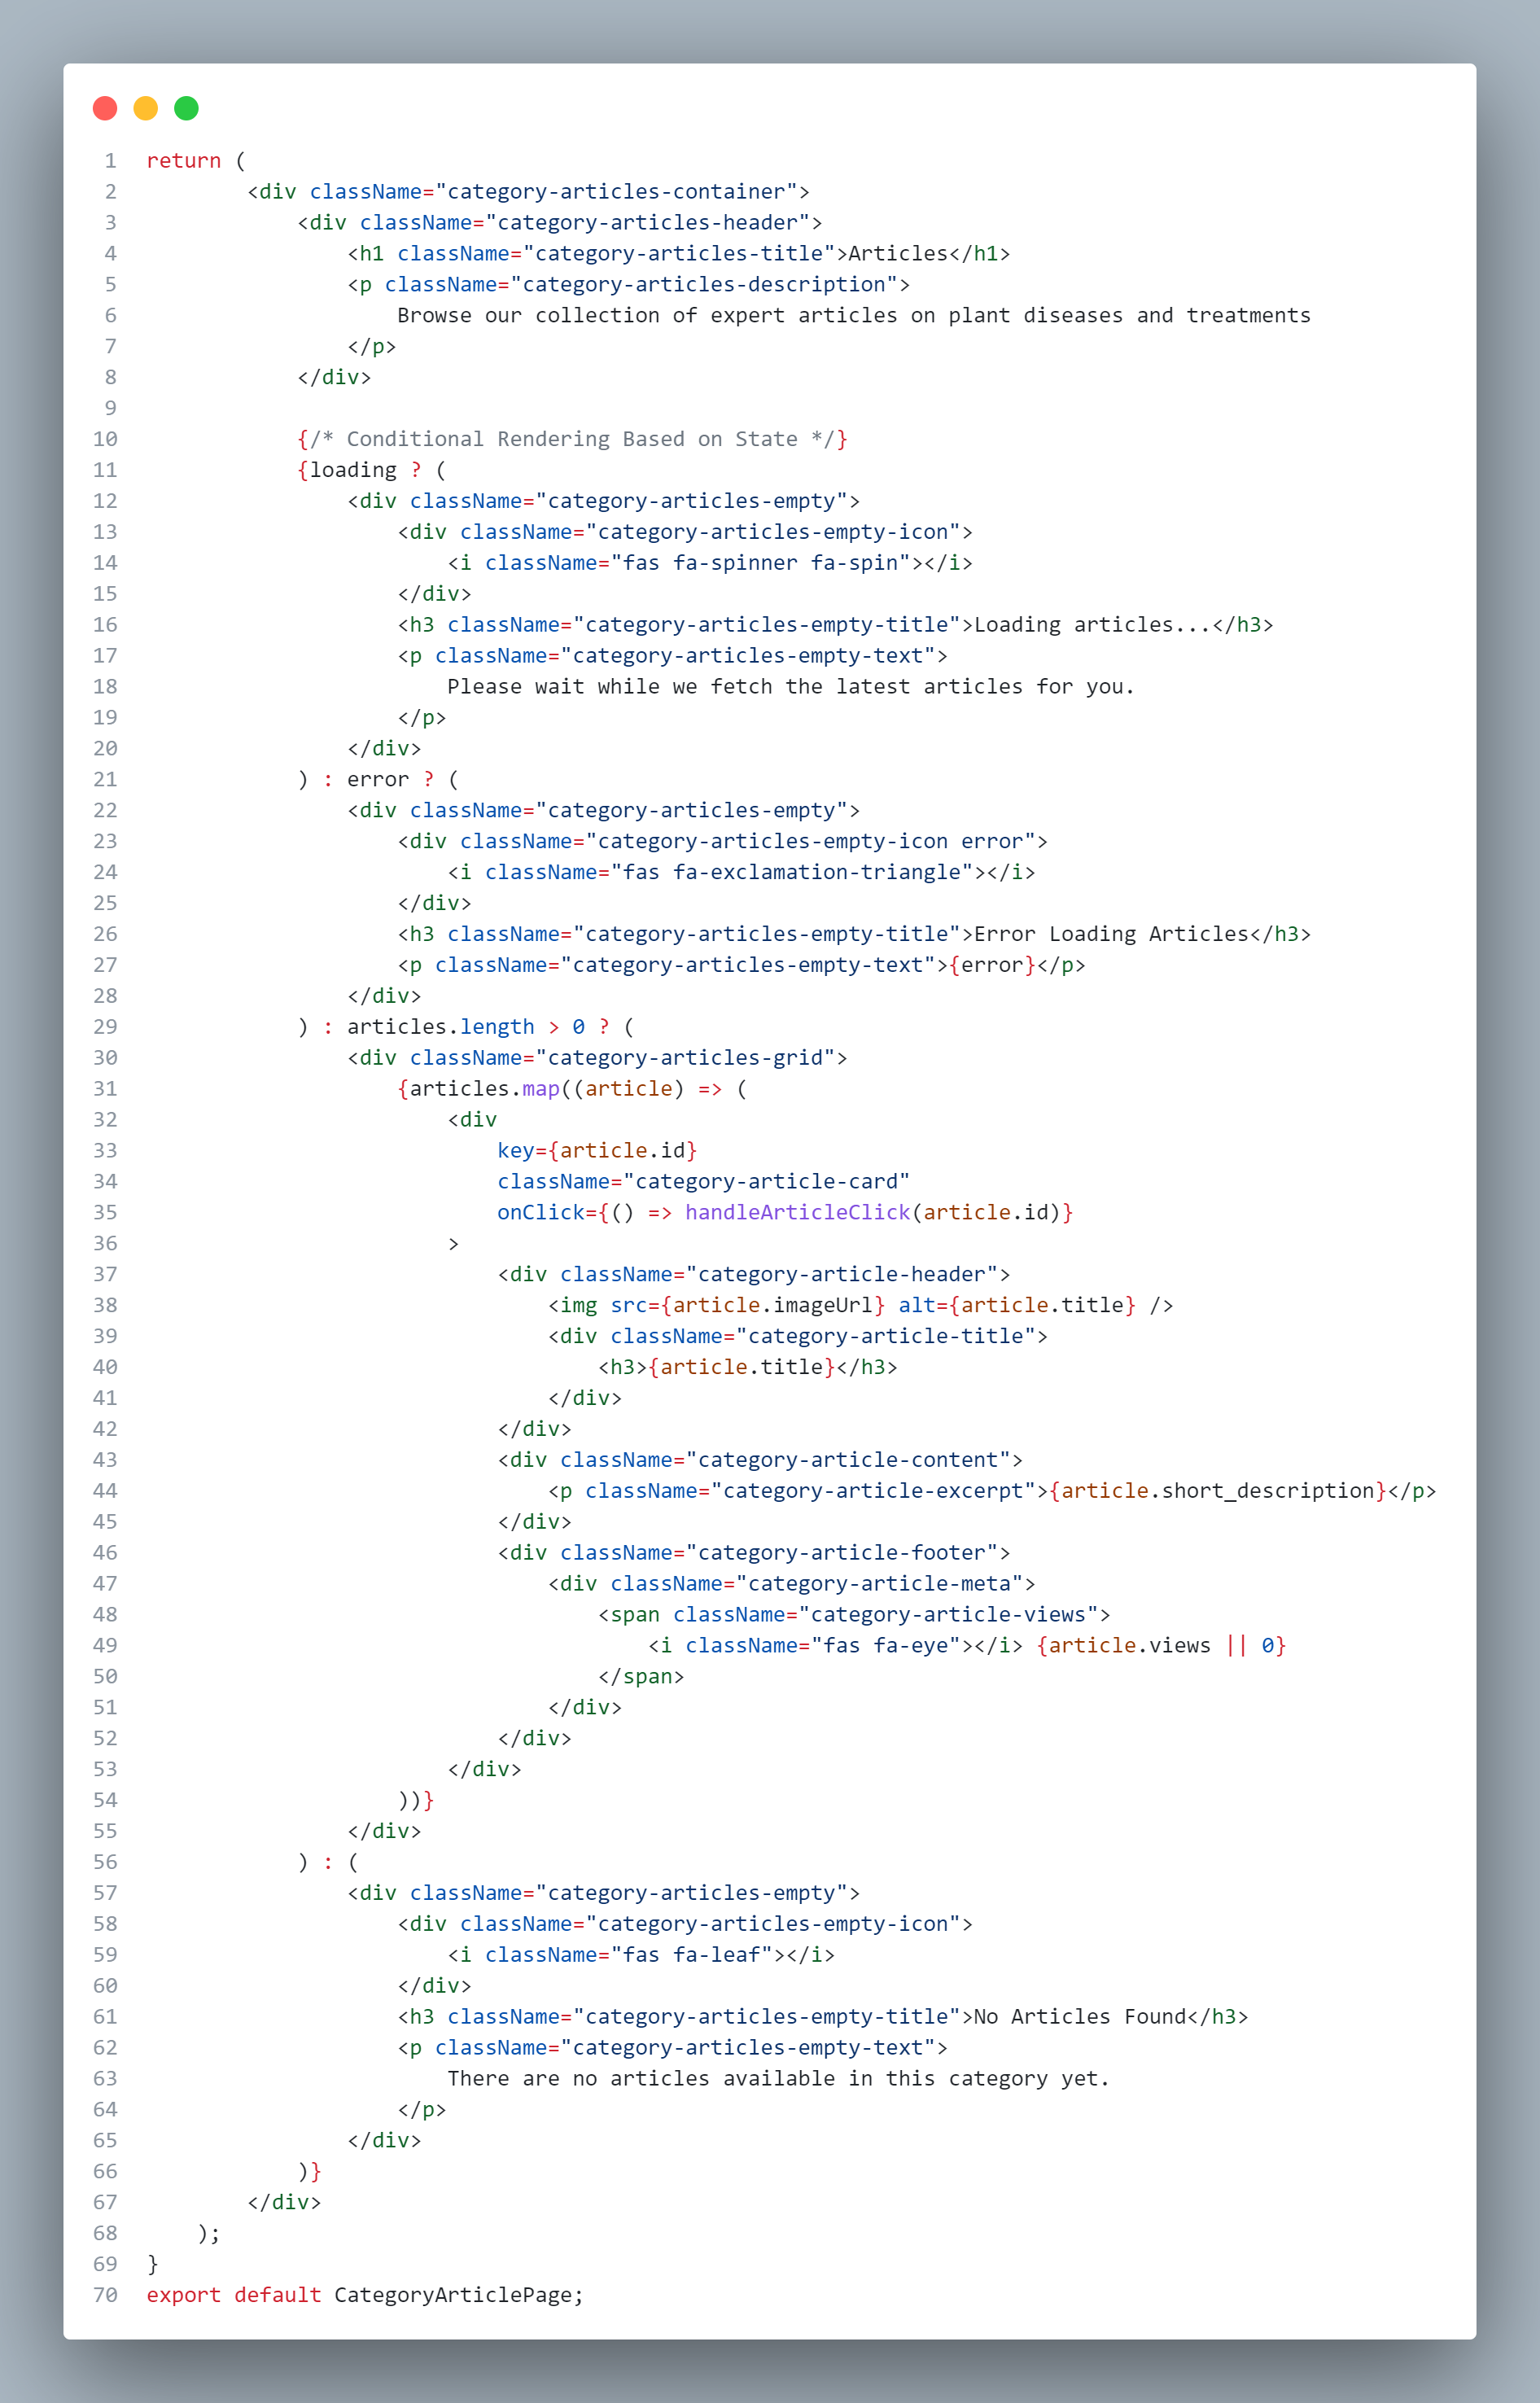 1 return (
2         <div className="category-articles-container">
3             <div className="category-articles-header">
4                 <h1 className="category-articles-title">Articles</h1>
5                 <p className="category-articles-description">
6                     Browse our collection of expert articles on plant diseases and treatments
7                 </p>
8             </div>
9
10             {/* Conditional Rendering Based on State */}
11             {loading ? (
12                 <div className="category-articles-empty">
13                     <div className="category-articles-empty-icon">
14                         <i className="fas fa-spinner fa-spin"></i>
15                     </div>
16                     <h3 className="category-articles-empty-title">Loading articles...</h3>
17                     <p className="category-articles-empty-text">
18                         Please wait while we fetch the latest articles for you.
19                     </p>
20                 </div>
21             ) : error ? (
22                 <div className="category-articles-empty">
23                     <div className="category-articles-empty-icon error">
24                         <i className="fas fa-exclamation-triangle"></i>
25                     </div>
26                     <h3 className="category-articles-empty-title">Error Loading Articles</h3>
27                     <p className="category-articles-empty-text">{error}</p>
28                 </div>
29             ) : articles.length > 0 ? (
30                 <div className="category-articles-grid">
31                     {articles.map((article) => (
32                         <div
33                             key={article.id}
34                             className="category-article-card"
35                             onClick={() => handleArticleClick(article.id)}
36                         >
37                             <div className="category-article-header">
38                                 <img src={article.imageUrl} alt={article.title} />
39                                 <div className="category-article-title">
40                                     <h3>{article.title}</h3>
41                                 </div>
42                             </div>
43                             <div className="category-article-content">
44                                 <p className="category-article-excerpt">{article.short_description}</p>
45                             </div>
46                             <div className="category-article-footer">
47                                 <div className="category-article-meta">
48                                     <span className="category-article-views">
49                                         <i className="fas fa-eye"></i> {article.views || 0}
50                                     </span>
51                                 </div>
52                             </div>
53                         </div>
54                     ))}
55                 </div>
56             ) : (
57                 <div className="category-articles-empty">
58                     <div className="category-articles-empty-icon">
59                         <i className="fas fa-leaf"></i>
60                     </div>
61                     <h3 className="category-articles-empty-title">No Articles Found</h3>
62                     <p className="category-articles-empty-text">
63                         There are no articles available in this category yet.
64                     </p>
65                 </div>
66             )}
67         </div>
68     );
69 }
70 export default CategoryArticlePage;